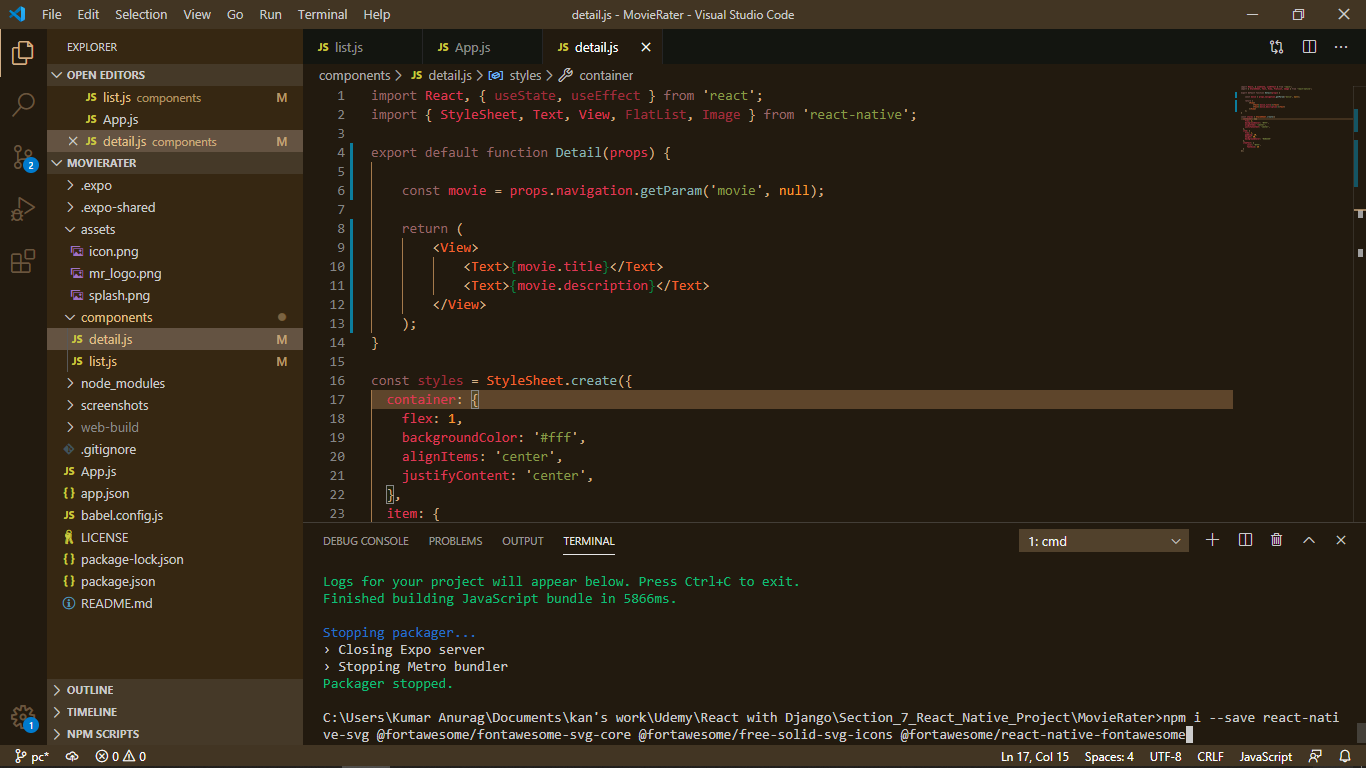 File Edit Selection View Go Run Terminal Help
detail.js - MovieRater - Visual Studio Code
EXPLORER
OPEN EDITORS
JS list.js components M
JS App.js
JS detail.js components M
MOVIERATER
.expo
.expo-shared
assets
icon.png
mr_logo.png
splash.png
components
JS detail.js M
JS list.js M
node_modules
screenshots
web-build
.gitignore
JS App.js
{} app.json
JS babel.config.js
LICENSE
{} package-lock.json
{} package.json
README.md
OUTLINE
TIMELINE
NPM SCRIPTS
2
1
JS list.js JS App.js JS detail.js
components > JS detail.js > styles > container
1 import React, { useState, useEffect } from 'react';
2 import { StyleSheet, Text, View, FlatList, Image } from 'react-native';
3
4 export default function Detail(props) {
5
6 const movie = props.navigation.getParam('movie', null);
7
8 return (
9 <View>
10 <Text>{movie.title}</Text>
11 <Text>{movie.description}</Text>
12 </View>
13 );
14 }
15
16 const styles = StyleSheet.create({
17 container: {
18 flex: 1,
19 backgroundColor: '#fff',
20 alignItems: 'center',
21 justifyContent: 'center',
22 },
23 item: {
DEBUG CONSOLE PROBLEMS OUTPUT TERMINAL
1: cmd
Logs for your project will appear below. Press Ctrl+C to exit.
Finished building JavaScript bundle in 5866ms.
Stopping packager...
› Closing Expo server
› Stopping Metro bundler
Packager stopped.
C:\Users\Kumar Anurag\Documents\kan's work\Udemy\React with Django\Section_7_React_Native_Project\MovieRater>npm i --save react-nati
ve-svg @fortawesome/fontawesome-svg-core @fortawesome/free-solid-svg-icons @fortawesome/react-native-fontawesome
pc* 0 0 Ln 17, Col 15 Spaces: 4 UTF-8 CRLF JavaScript